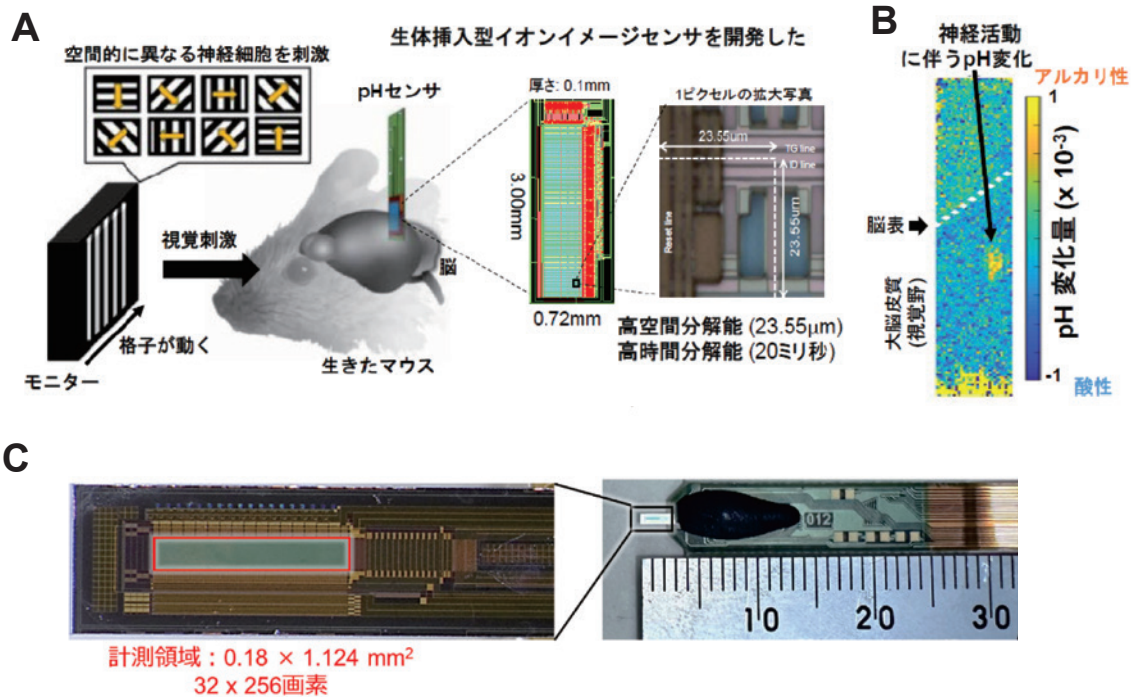 A
生体挿入型イオンイメージセンサを開発した
空間的に異なる神経細胞を刺激
pHセンサ
厚さ: 0.1mm
1ピクセルの拡大写真
23.55um
TG line
ID line
Reset line
23.55um
3.00mm
0.72mm
視覚刺激
脳
格子が動く
モニター
生きたマウス
高空間分解能 (23.55μm)
高時間分解能 (20ミリ秒)
B
神経活動
に伴うpH変化
アルカリ性
1
pH 変化量 (x 10-3)
-1
酸性
脳表
大脳皮質
(視覚野)
C
012
10 20 30
計測領域：0.18 × 1.124 mm2
32 x 256画素